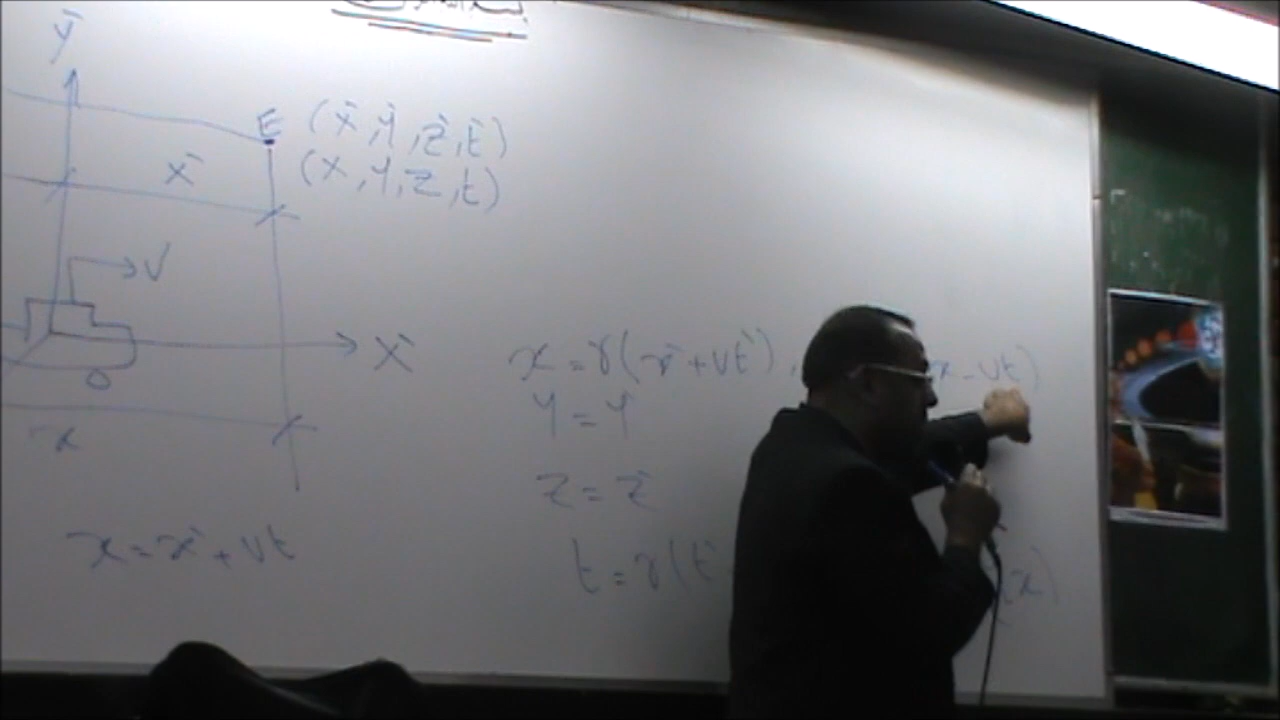 ȳ
E (x̄, ȳ, z̄, t̄)
x̄ (x, y, z, t)
V
x̄
x = γ(x̄ + vt̄), x - vt)
y = ȳ
x
z = z̄
x = x̄ + vt
t = γ(t̄ x)